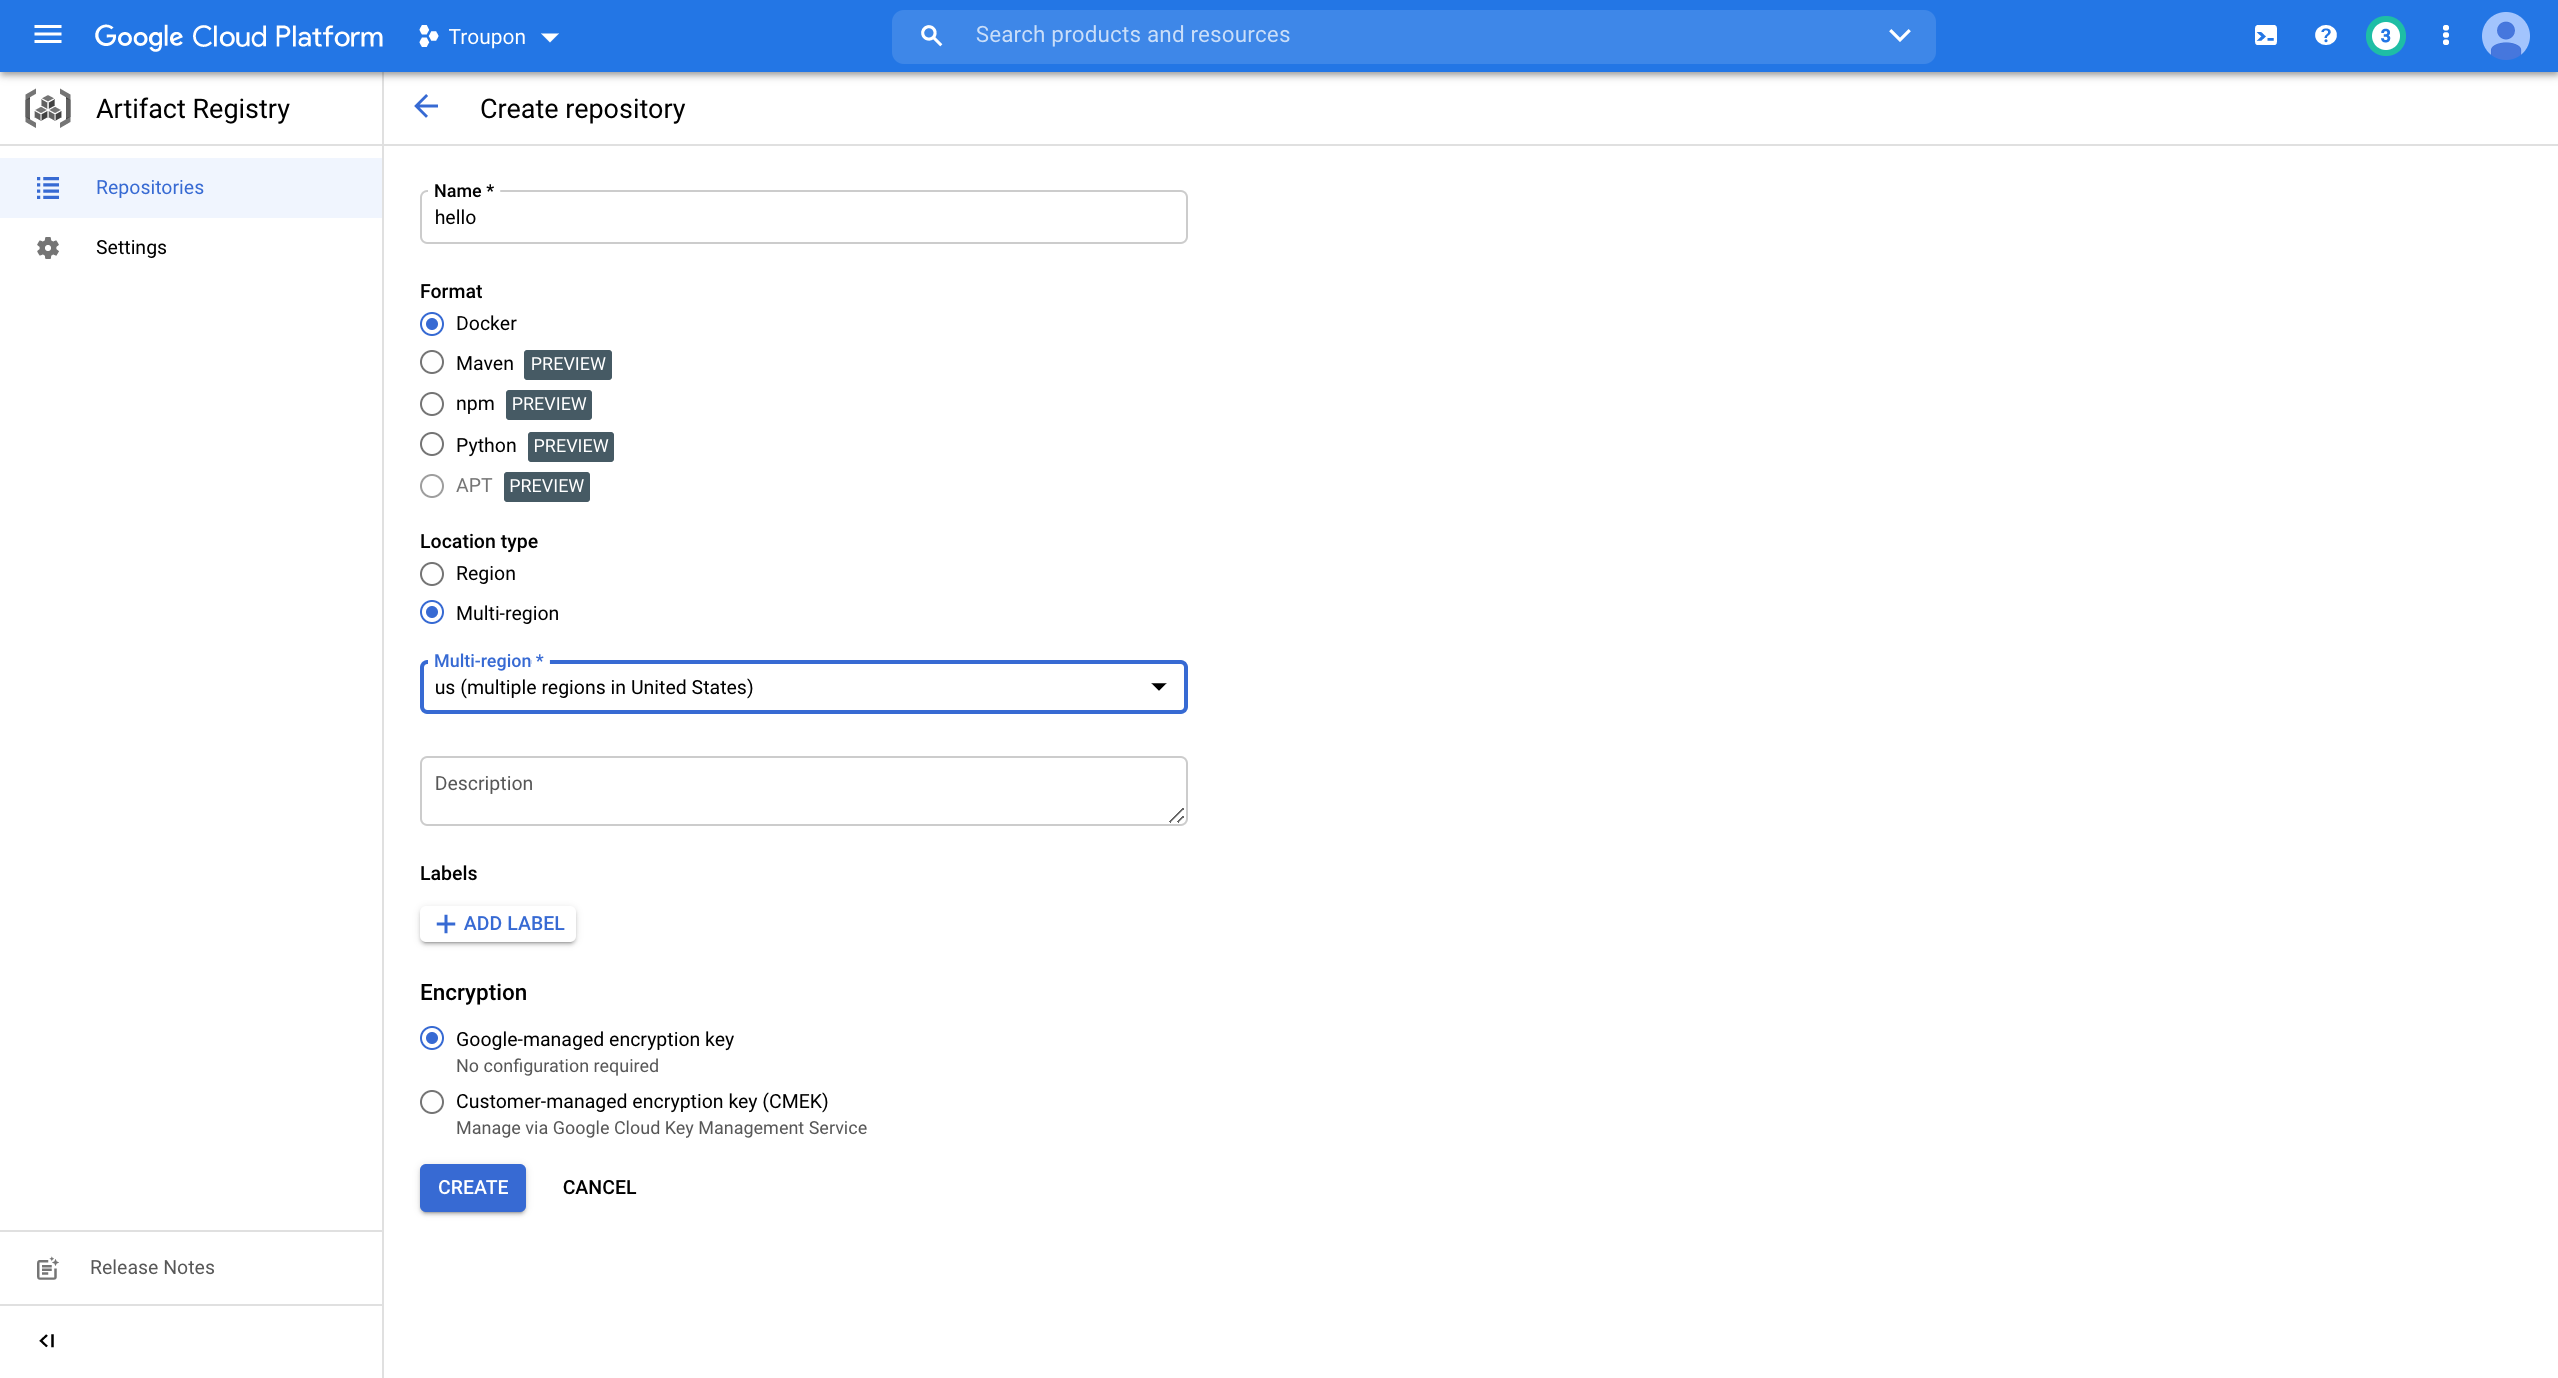 Google Cloud Platform
Troupon
Search products and resources
?
3
Artifact Registry
Create repository
Repositories
Settings
Name *
hello
Format
Docker
Maven PREVIEW
npm PREVIEW
Python PREVIEW
APT PREVIEW
Location type
Region
Multi-region
Multi-region *
us (multiple regions in United States)
Description
Labels
ADD LABEL
Encryption
Google-managed encryption key
No configuration required
Customer-managed encryption key (CMEK)
Manage via Google Cloud Key Management Service
CREATE CANCEL
Release Notes